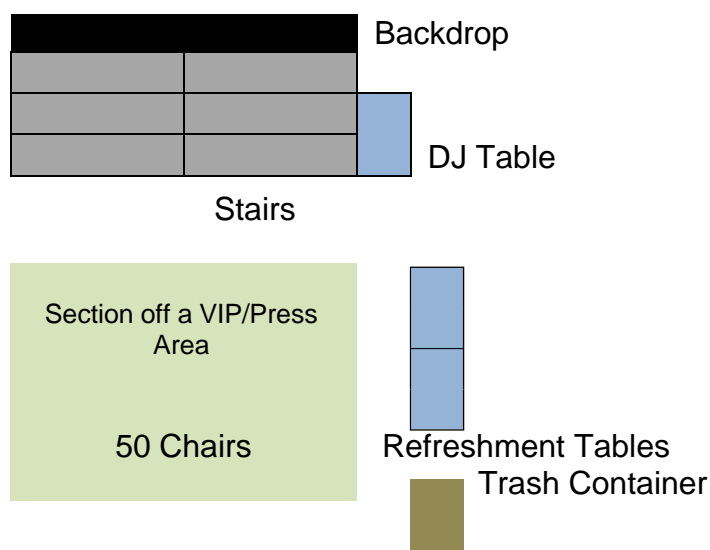 Backdrop
DJ Table
Stairs
Section off a VIP/Press
Area
50 Chairs
Refreshment Tables
Trash Container